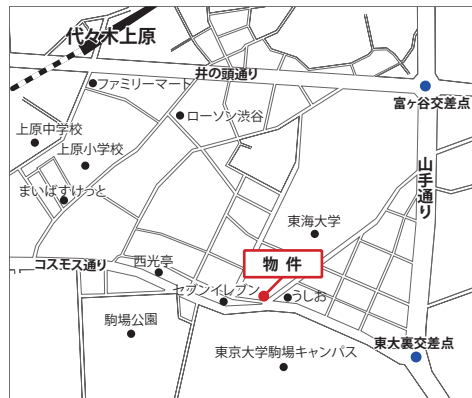 代々木上原
井の頭通り
ファミリーマート
富ヶ谷交差点
ローソン渋谷
上原中学校
上原小学校
山手通り
まいばすけっと
東海大学
コスモス通り
西光亭
物件
セブンイレブン
うしお
駒場公園
東京大学駒場キャンパス
東大裏交差点